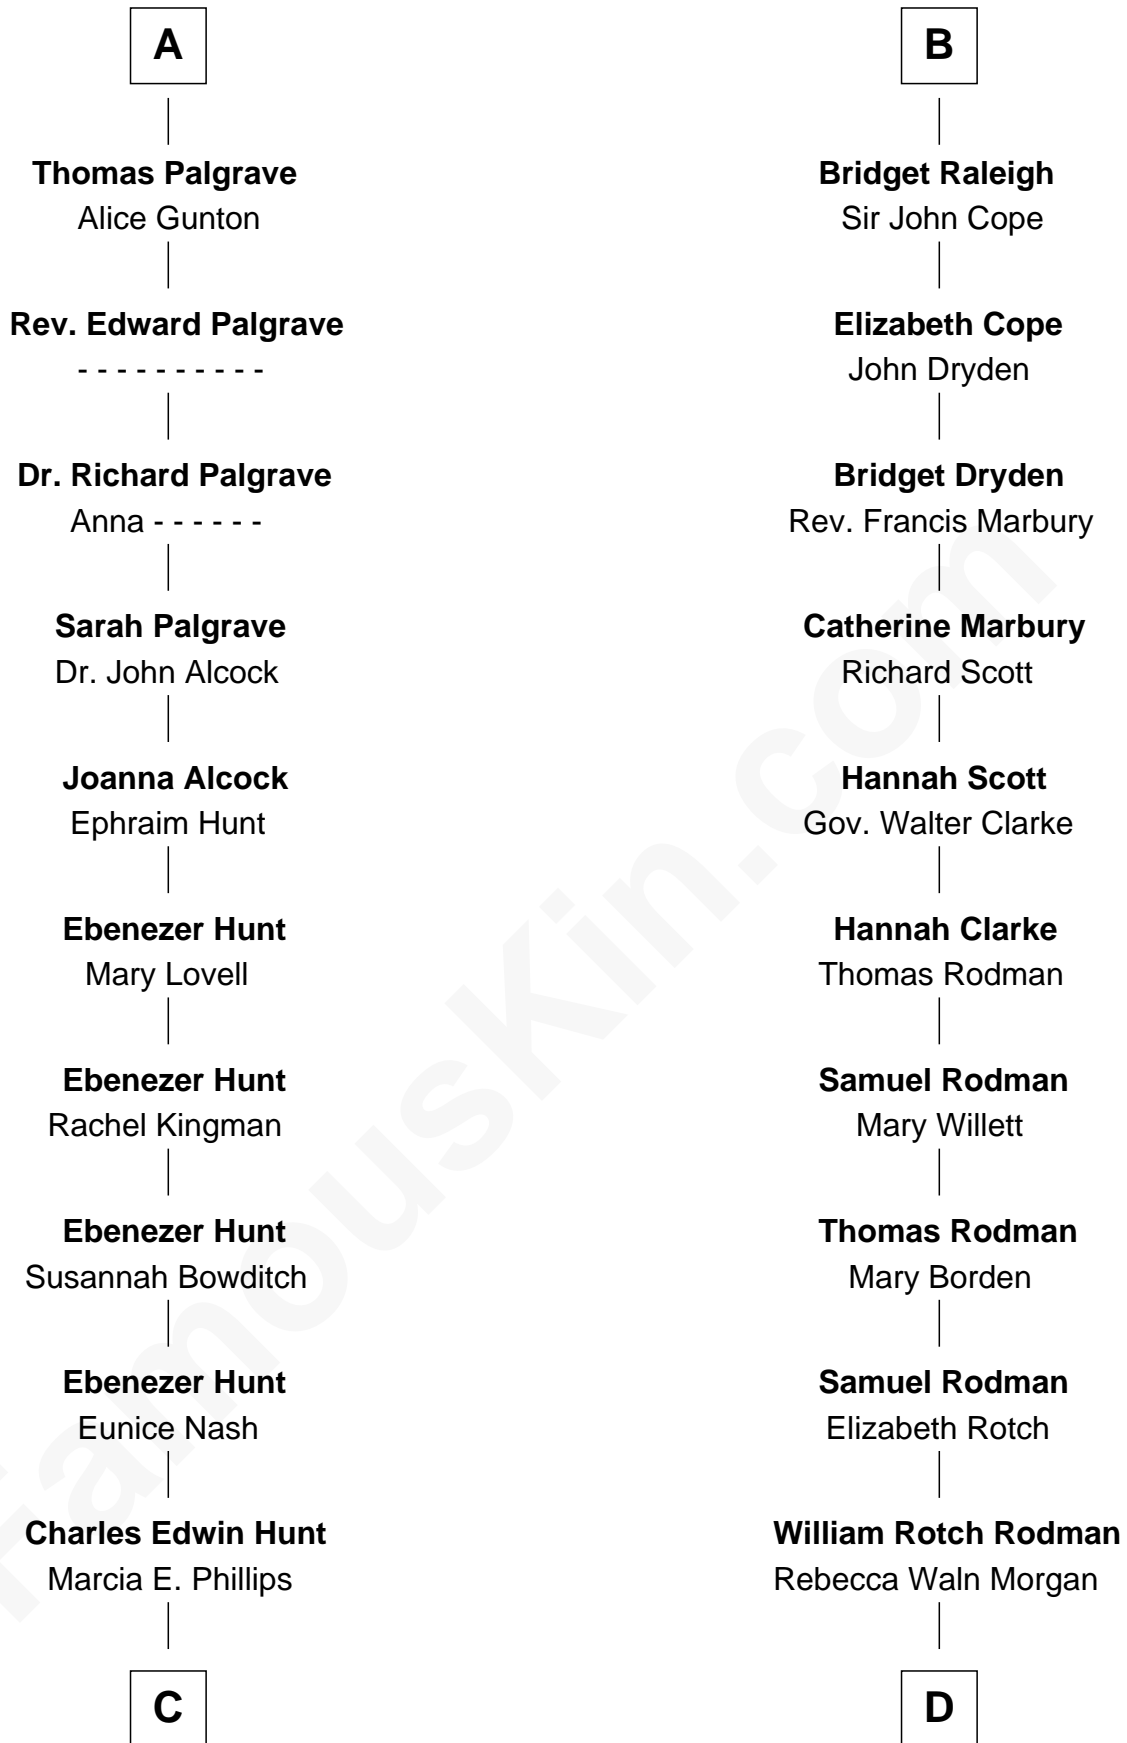 A
Thomas Palgrave
Alice Gunton
Rev. Edward Palgrave
- - - - - - - - - -
Dr. Richard Palgrave
Anna - - - - - -
Sarah Palgrave
Dr. John Alcock
Joanna Alcock
Ephraim Hunt
Ebenezer Hunt
Mary Lovell
Ebenezer Hunt
Rachel Kingman
Ebenezer Hunt
Susannah Bowditch
Ebenezer Hunt
Eunice Nash
Charles Edwin Hunt
Marcia E. Phillips
C
B
Bridget Raleigh
Sir John Cope
Elizabeth Cope
John Dryden
Bridget Dryden
Rev. Francis Marbury
Catherine Marbury
Richard Scott
Hannah Scott
Gov. Walter Clarke
Hannah Clarke
Thomas Rodman
Samuel Rodman
Mary Willett
Thomas Rodman
Mary Borden
Samuel Rodman
Elizabeth Rotch
William Rotch Rodman
Rebecca Waln Morgan
D
FamousKin.com